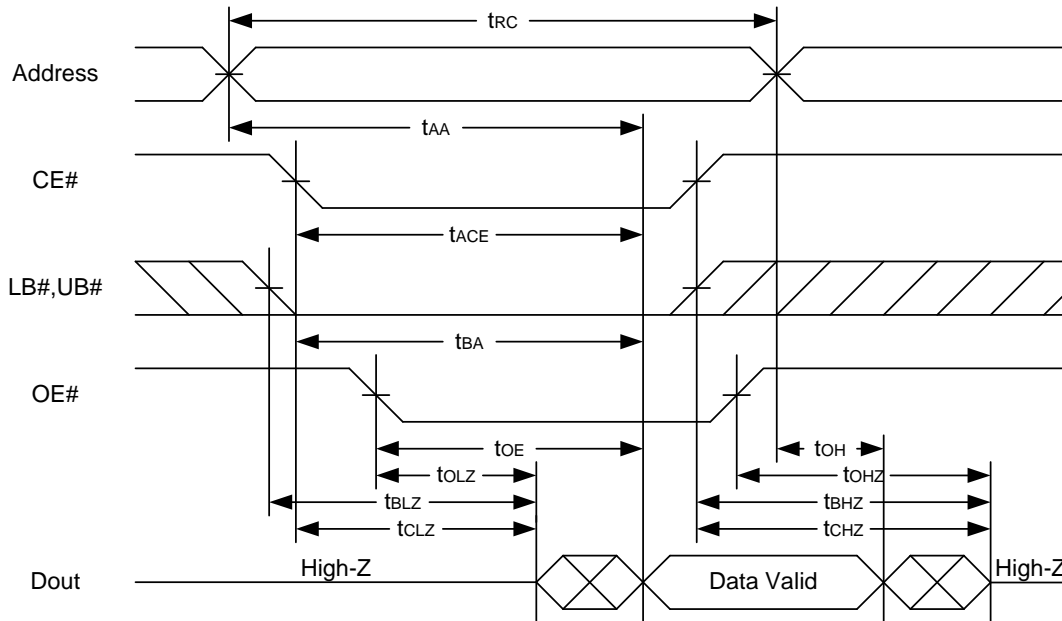 tRC
Address
tAA
CE#
tACE
LB#,UB#
tBA
OE#
tOE
tOH
tOLZ
tOHZ
tBLZ
tBHZ
tCLZ
tCHZ
Dout
High-Z
Data Valid
High-Z